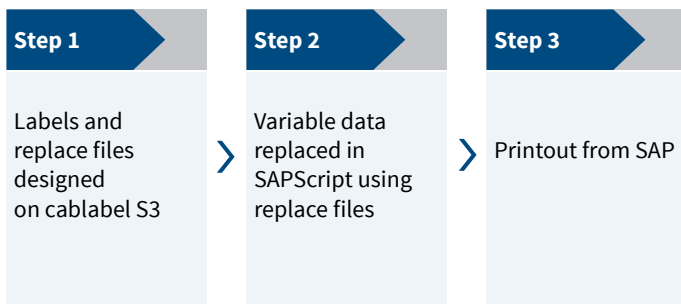 Step 1
Labels and
replace files
designed
on cablabel S3
Step 2
Variable data
replaced in
SAPScript using
replace files
Step 3
Printout from SAP